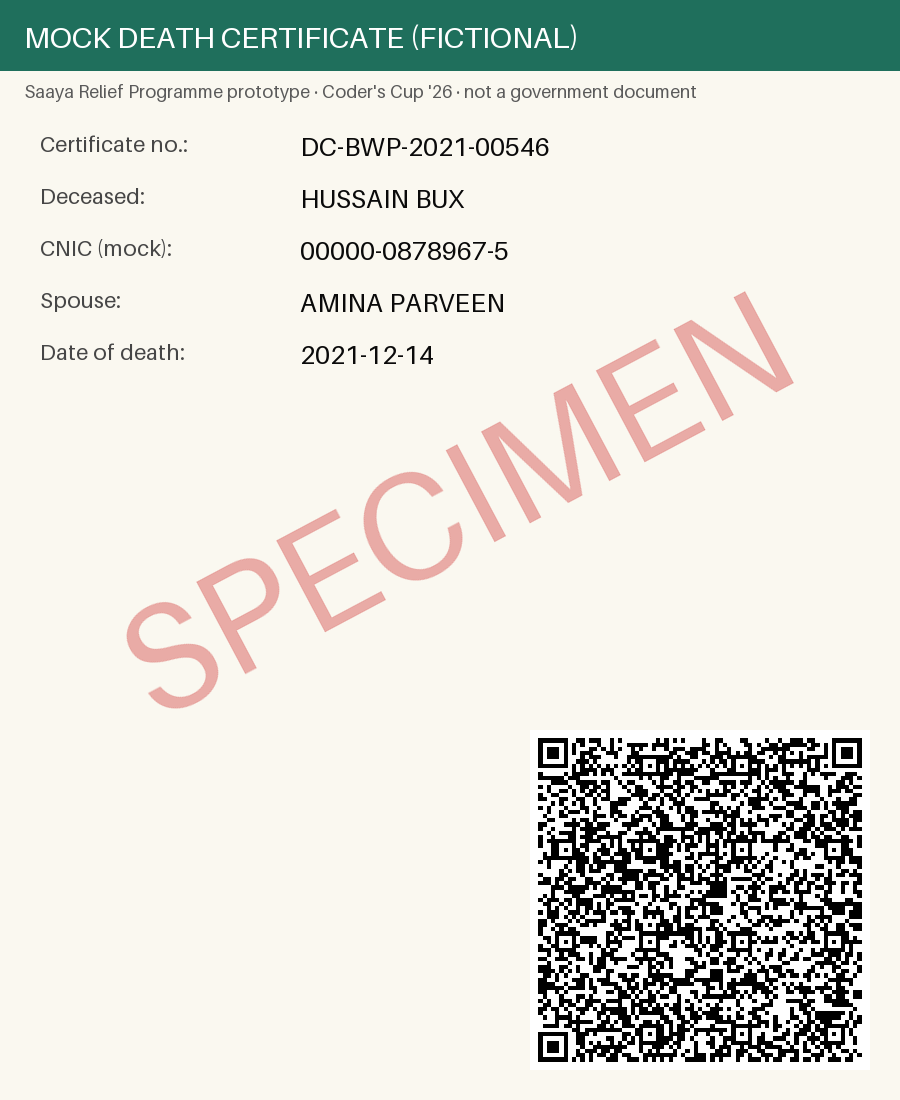 MOCK DEATH CERTIFICATE (FICTIONAL)
Saaya Relief Programme prototype · Coder's Cup '26 · not a government document
Certificate no.: DC-BWP-2021-00546
Deceased: HUSSAIN BUX
CNIC (mock): 00000-0878967-5
Spouse: AMINA PARVEEN
Date of death: 2021-12-14
SPECIMEN